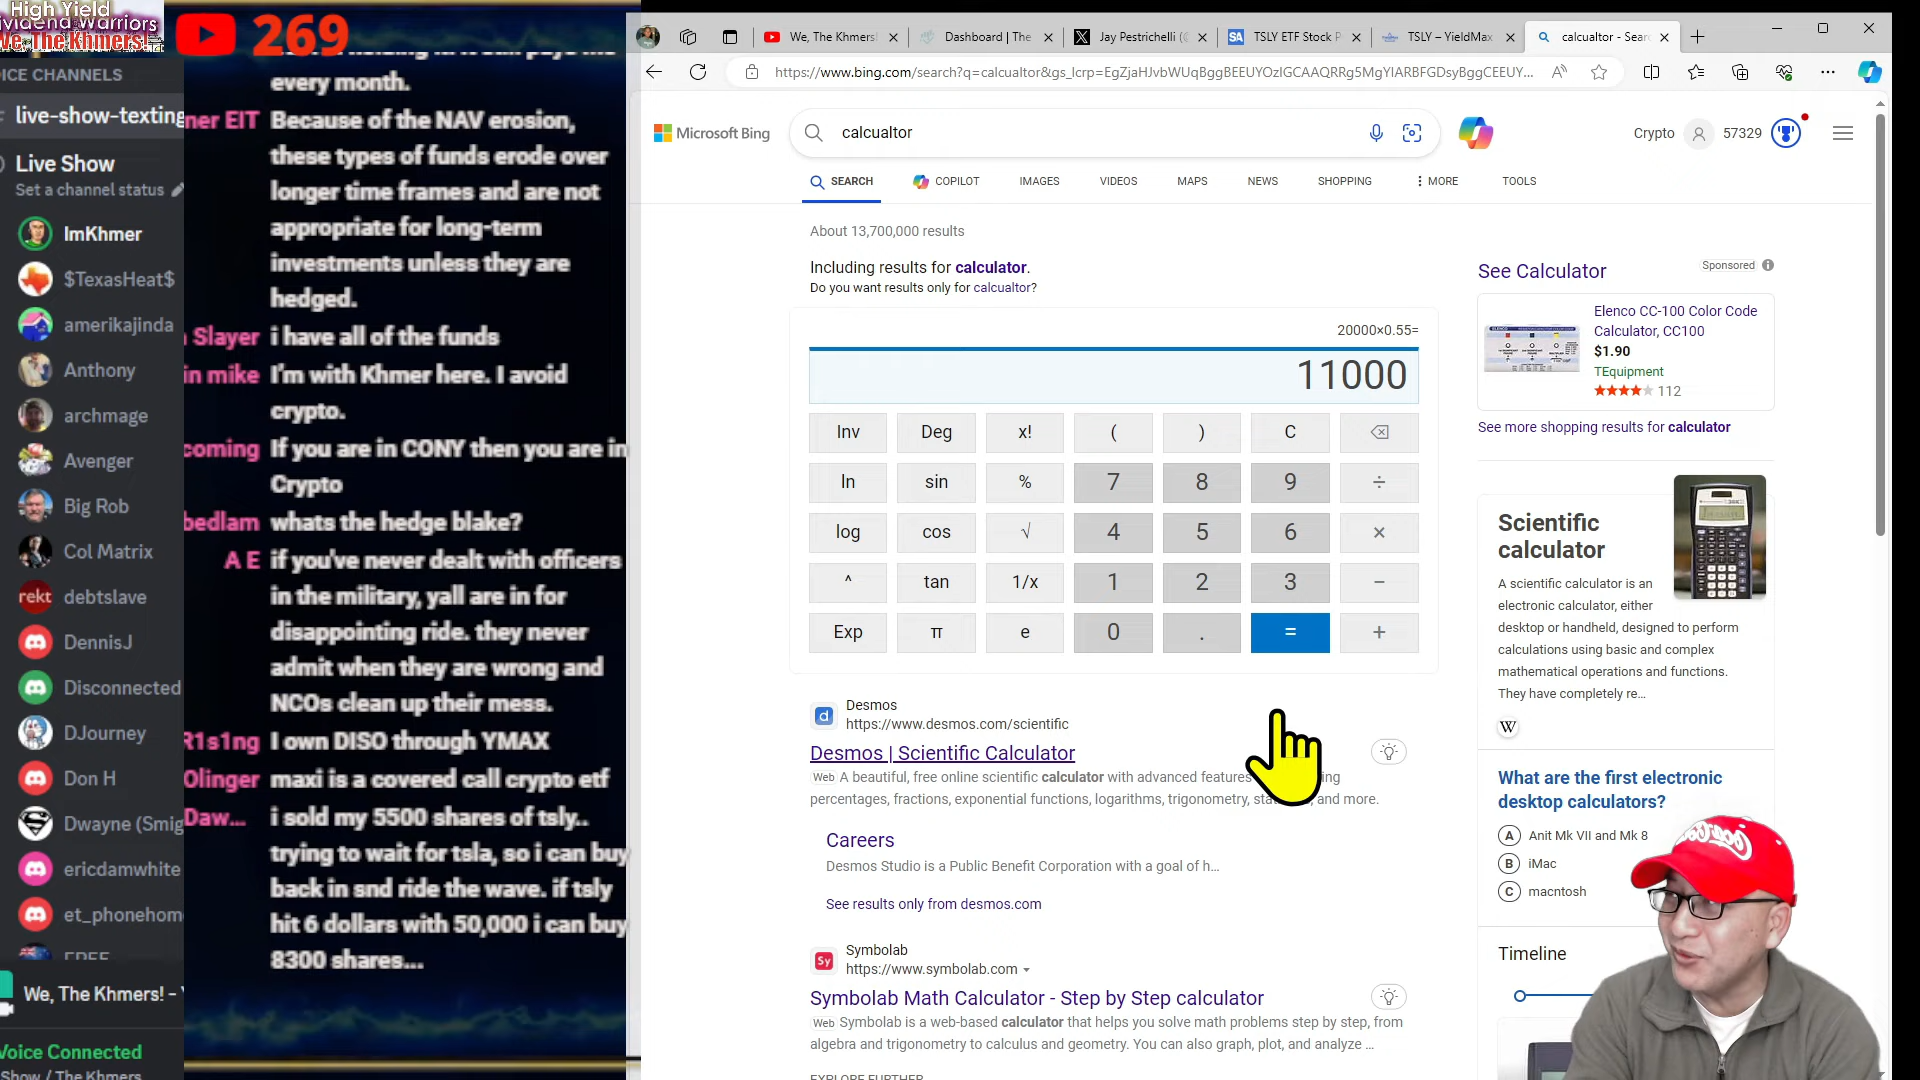 High Yield
Dividend Warriors
We, The Khmers!
269
OICE CHANNELS
live-show-texting
Live Show
Set a channel status
ImKhmer
$TexasHeat$
amerikajinda
Anthony
archmage
Avenger
Big Rob
Col Matrix
rekt debtslave
DennisJ
Disconnected
DJourney
Don H
Dwayne (Smig
ericdamwhite
et_phonehom
FREE
We, The Khmers! -
Voice Connected
Show / The Khmers
every month.
ner EIT Because of the NAV erosion,
these types of funds erode over
longer time frames and are not
appropriate for long-term
investments unless they are
hedged.
Slayer i have all of the funds
in mike I'm with Khmer here. I avoid
crypto.
coming If you are in CONY then you are in
Crypto
bedlam whats the hedge blake?
A E if you've never dealt with officers
in the military, yall are in for
disappointing ride. they never
admit when they are wrong and
NCOs clean up their mess.
R1s1ng I own DISO through YMAX
Olinger maxi is a covered call crypto etf
Daw... i sold my 5500 shares of tsly..
trying to wait for tsla, so i can buy
back in snd ride the wave. if tsly
hit 6 dollars with 50,000 i can buy
8300 shares...
We, The Khmers!
Dashboard | The
Jay Pestrichelli (
SA TSLY ETF Stock P
TSLY – YieldMax
calcualtor - Sear
https://www.bing.com/search?q=calcualtor&gs_lcrp=EgZjaHJvbWUqBggBEEUYOzIGCAAQRRg5MgYIARBFGDsyBggCEEUY...
Microsoft Bing
calcualtor
Crypto
57329
SEARCH COPILOT IMAGES VIDEOS MAPS NEWS SHOPPING MORE TOOLS
About 13,700,000 results
Including results for calculator.
Do you want results only for calcualtor?
20000×0.55=
11000
Inv Deg x! ( ) C
ln sin % 7 8 9 ÷
log cos √ 4 5 6 ×
^ tan 1/x 1 2 3 −
Exp π e 0 . = +
Desmos
https://www.desmos.com/scientific
Desmos | Scientific Calculator
Web A beautiful, free online scientific calculator with advanced features
percentages, fractions, exponential functions, logarithms, trigonometry, and more.
Careers
Desmos Studio is a Public Benefit Corporation with a goal of h...
See results only from desmos.com
Sy
Symbolab
https://www.symbolab.com
Symbolab Math Calculator - Step by Step calculator
Web Symbolab is a web-based calculator that helps you solve math problems step by step, from
algebra and trigonometry to calculus and geometry. You can also graph, plot, and analyze ...
EXPLORE FURTHER
See Calculator
Sponsored
Elenco CC-100 Color Code
Calculator, CC100
$1.90
TEquipment
112
See more shopping results for calculator
Scientific
calculator
A scientific calculator is an
electronic calculator, either
desktop or handheld, designed to perform
calculations using basic and complex
mathematical operations and functions.
They have completely re...
W
What are the first electronic
desktop calculators?
A Anit Mk VII and Mk 8
B iMac
C macntosh
Timeline
Coca-Cola